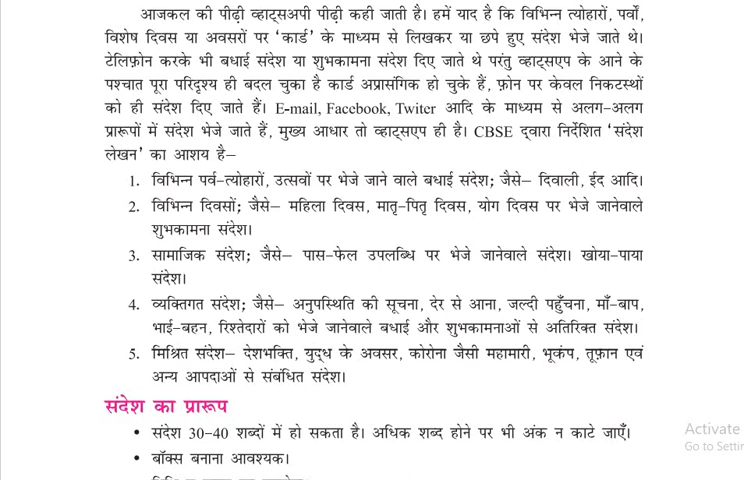 आजकल की पीढ़ी व्हाट्सअपी पीढ़ी कही जाती है। हमें याद है कि विभिन्न त्योहारों, पर्वों,
विशेष दिवस या अवसरों पर ‘कार्ड’ के माध्यम से लिखकर या छपे हुए संदेश भेजे जाते थे।
टेलिफ़ोन करके भी बधाई संदेश या शुभकामना संदेश दिए जाते थे परंतु व्हाट्सएप के आने के
पश्चात पूरा परिदृश्य ही बदल चुका है कार्ड अप्रासंगिक हो चुके हैं, फ़ोन पर केवल निकटस्थों
को ही संदेश दिए जाते हैं। E-mail, Facebook, Twiter आदि के माध्यम से अलग-अलग
प्रारूपों में संदेश भेजे जाते हैं, मुख्य आधार तो व्हाट्सएप ही है। CBSE द्वारा निर्देशित ‘संदेश
लेखन’ का आशय है–
1. विभिन्न पर्व-त्योहारों, उत्सवों पर भेजे जाने वाले बधाई संदेश; जैसे– दिवाली, ईद आदि।
2. विभिन्न दिवसों; जैसे– महिला दिवस, मातृ-पितृ दिवस, योग दिवस पर भेजे जानेवाले
शुभकामना संदेश।
3. सामाजिक संदेश; जैसे– पास-फेल उपलब्धि पर भेजे जानेवाले संदेश। खोया-पाया
संदेश।
4. व्यक्तिगत संदेश; जैसे– अनुपस्थिति की सूचना, देर से आना, जल्दी पहुँचना, माँ-बाप,
भाई-बहन, रिश्तेदारों को भेजे जानेवाले बधाई और शुभकामनाओं से अतिरिक्त संदेश।
5. मिश्रित संदेश– देशभक्ति, युद्ध के अवसर, कोरोना जैसी महामारी, भूकंप, तूफ़ान एवं
अन्य आपदाओं से संबंधित संदेश।
संदेश का प्रारूप
• संदेश 30-40 शब्दों में हो सकता है। अधिक शब्द होने पर भी अंक न काटे जाएँ।
• बॉक्स बनाना आवश्यक।
Activate
Go to Settin